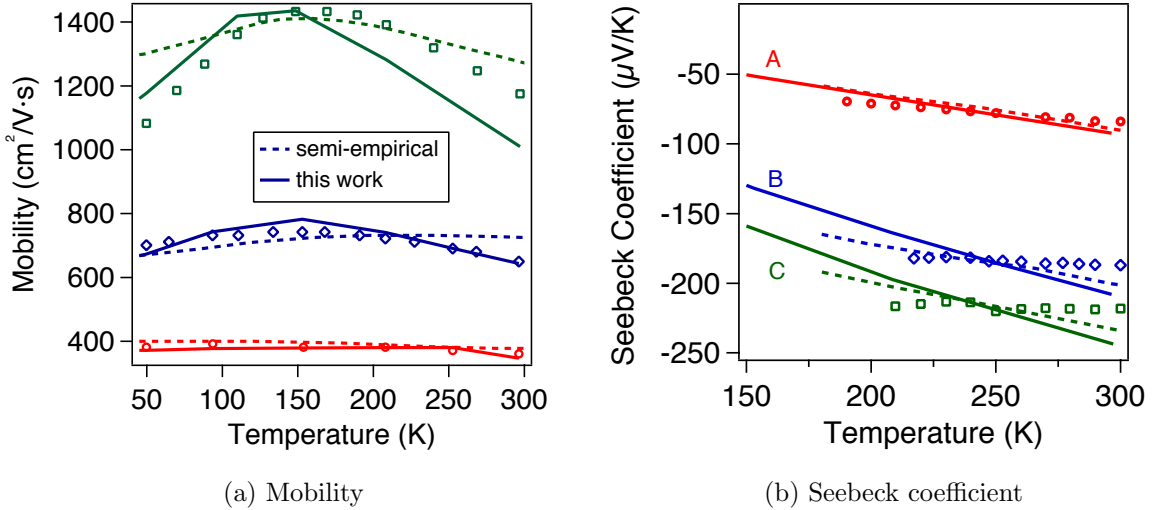 1400
1200
1000
800
600
400
Mobility (cm²/V·s)
semi-empirical
this work
50
100
150
200
250
300
Temperature (K)
(a) Mobility
-50
-100
-150
-200
-250
Seebeck Coefficient (µV/K)
A
B
C
150
200
250
300
Temperature (K)
(b) Seebeck coefficient